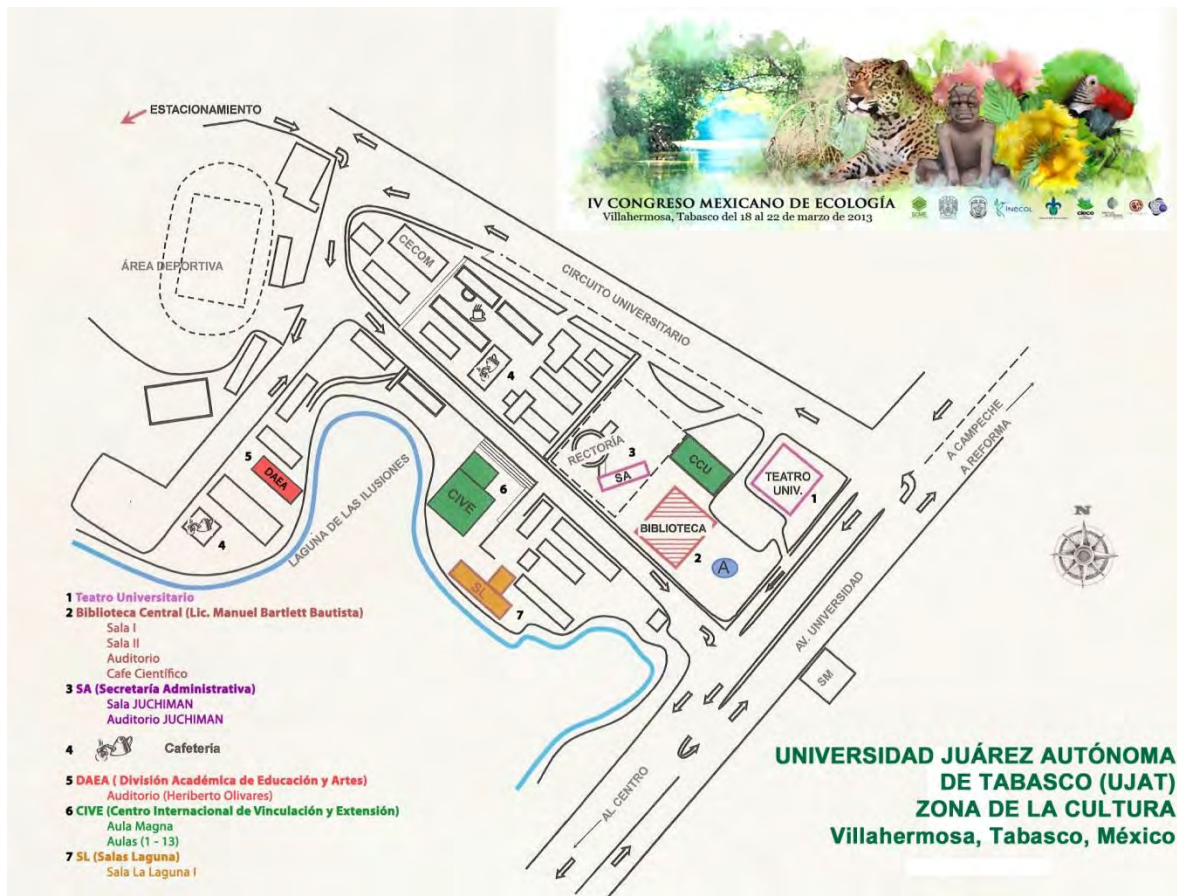 IV CONGRESO MEXICANO DE ECOLOGÍA
Villahermosa, Tabasco del 18 al 22 de marzo de 2013
SCME
INECOL
cieco
ESTACIONAMIENTO
ÁREA DEPORTIVA
CECOM
CIRCUITO UNIVERSITARIO
4
RECTORÍA
3
SA
CCU
TEATRO
UNIV.
1
A CAMPECHE
A REFORMA
N
5
DAEA
4
LAGUNA DE LAS ILUSIONES
CIVE
6
BIBLIOTECA
2
A
SL
7
AV. UNIVERSIDAD
SM
AL CENTRO
1 Teatro Universitario
2 Biblioteca Central (Lic. Manuel Bartlett Bautista)
Sala I
Sala II
Auditorio
Cafe Científico
3 SA (Secretaría Administrativa)
Sala JUCHIMAN
Auditorio JUCHIMAN
4 Cafetería
5 DAEA ( División Académica de Educación y Artes)
Auditorio (Heriberto Olivares)
6 CIVE (Centro Internacional de Vinculación y Extensión)
Aula Magna
Aulas (1 - 13)
7 SL (Salas Laguna)
Sala La Laguna I
UNIVERSIDAD JUÁREZ AUTÓNOMA
DE TABASCO (UJAT)
ZONA DE LA CULTURA
Villahermosa, Tabasco, México